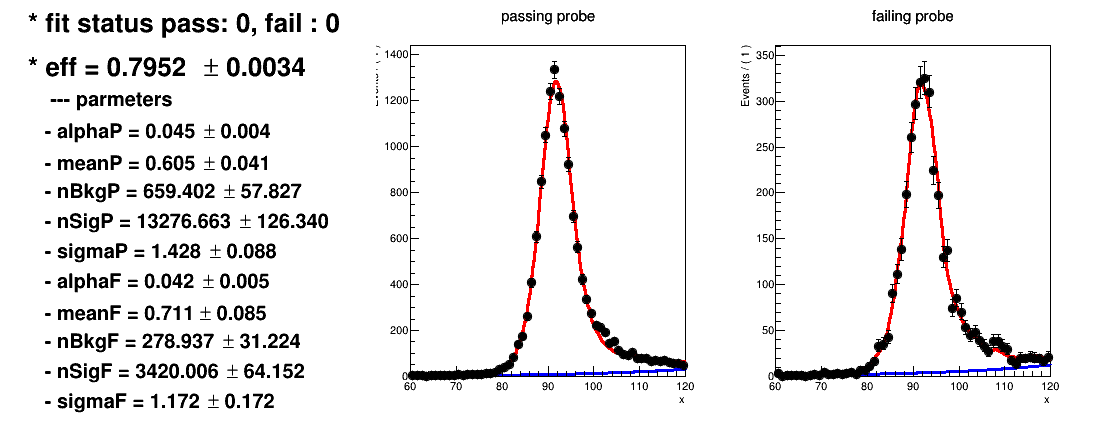 * fit status pass: 0, fail : 0
* eff = 0.7952 ± 0.0034
--- parmeters
- alphaP = 0.045 ± 0.004
- meanP = 0.605 ± 0.041
- nBkgP = 659.402 ± 57.827
- nSigP = 13276.663 ± 126.340
- sigmaP = 1.428 ± 0.088
- alphaF = 0.042 ± 0.005
- meanF = 0.711 ± 0.085
- nBkgF = 278.937 ± 31.224
- nSigF = 3420.006 ± 64.152
- sigmaF = 1.172 ± 0.172
passing probe
1400
1200
1000
800
600
400
200
0
60 70 80 90 100 110 120
x
failing probe
Events / ( 1 )
350
300
250
200
150
100
50
0
60 70 80 90 100 110 120
x